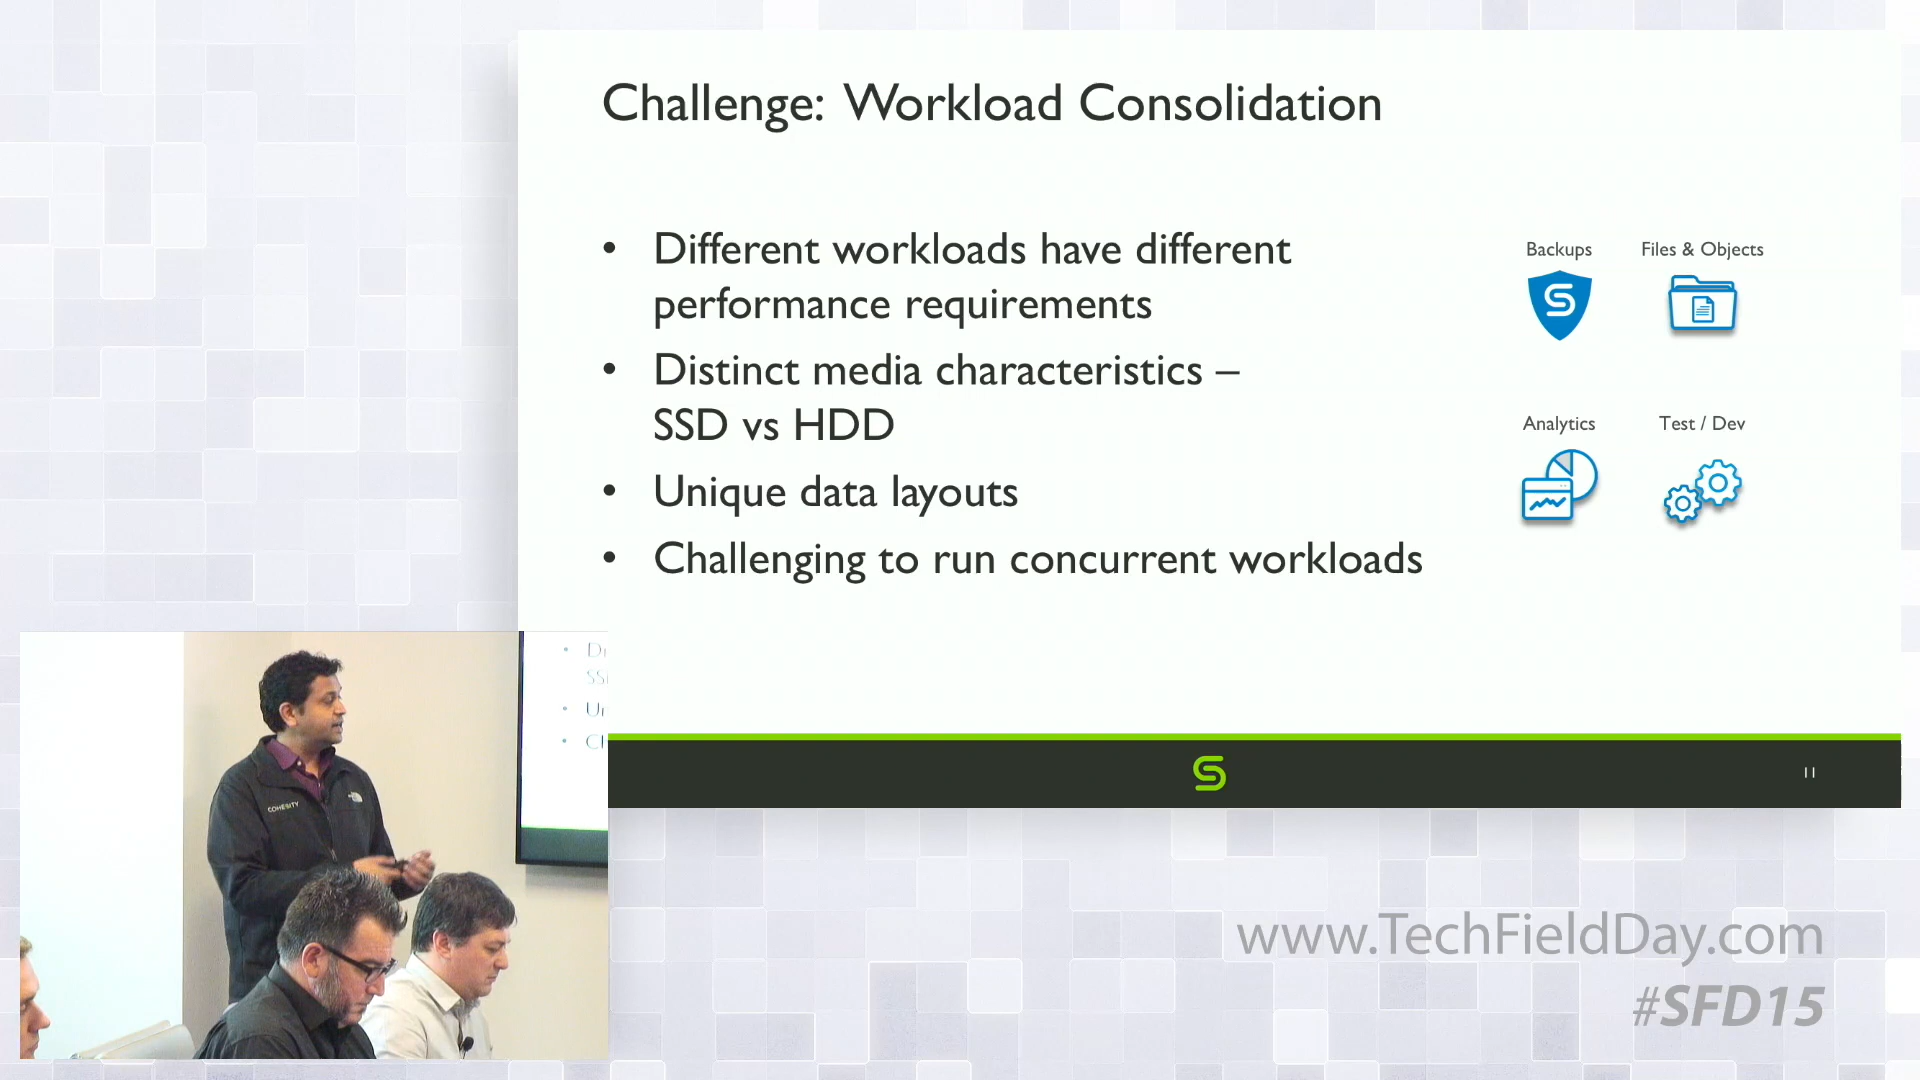 Challenge: Workload Consolidation
• Different workloads have different
performance requirements
• Distinct media characteristics –
SSD vs HDD
• Unique data layouts
• Challenging to run concurrent workloads
Backups
Files & Objects
Analytics
Test / Dev
11
COHESITY
www.TechFieldDay.com
#SFD15